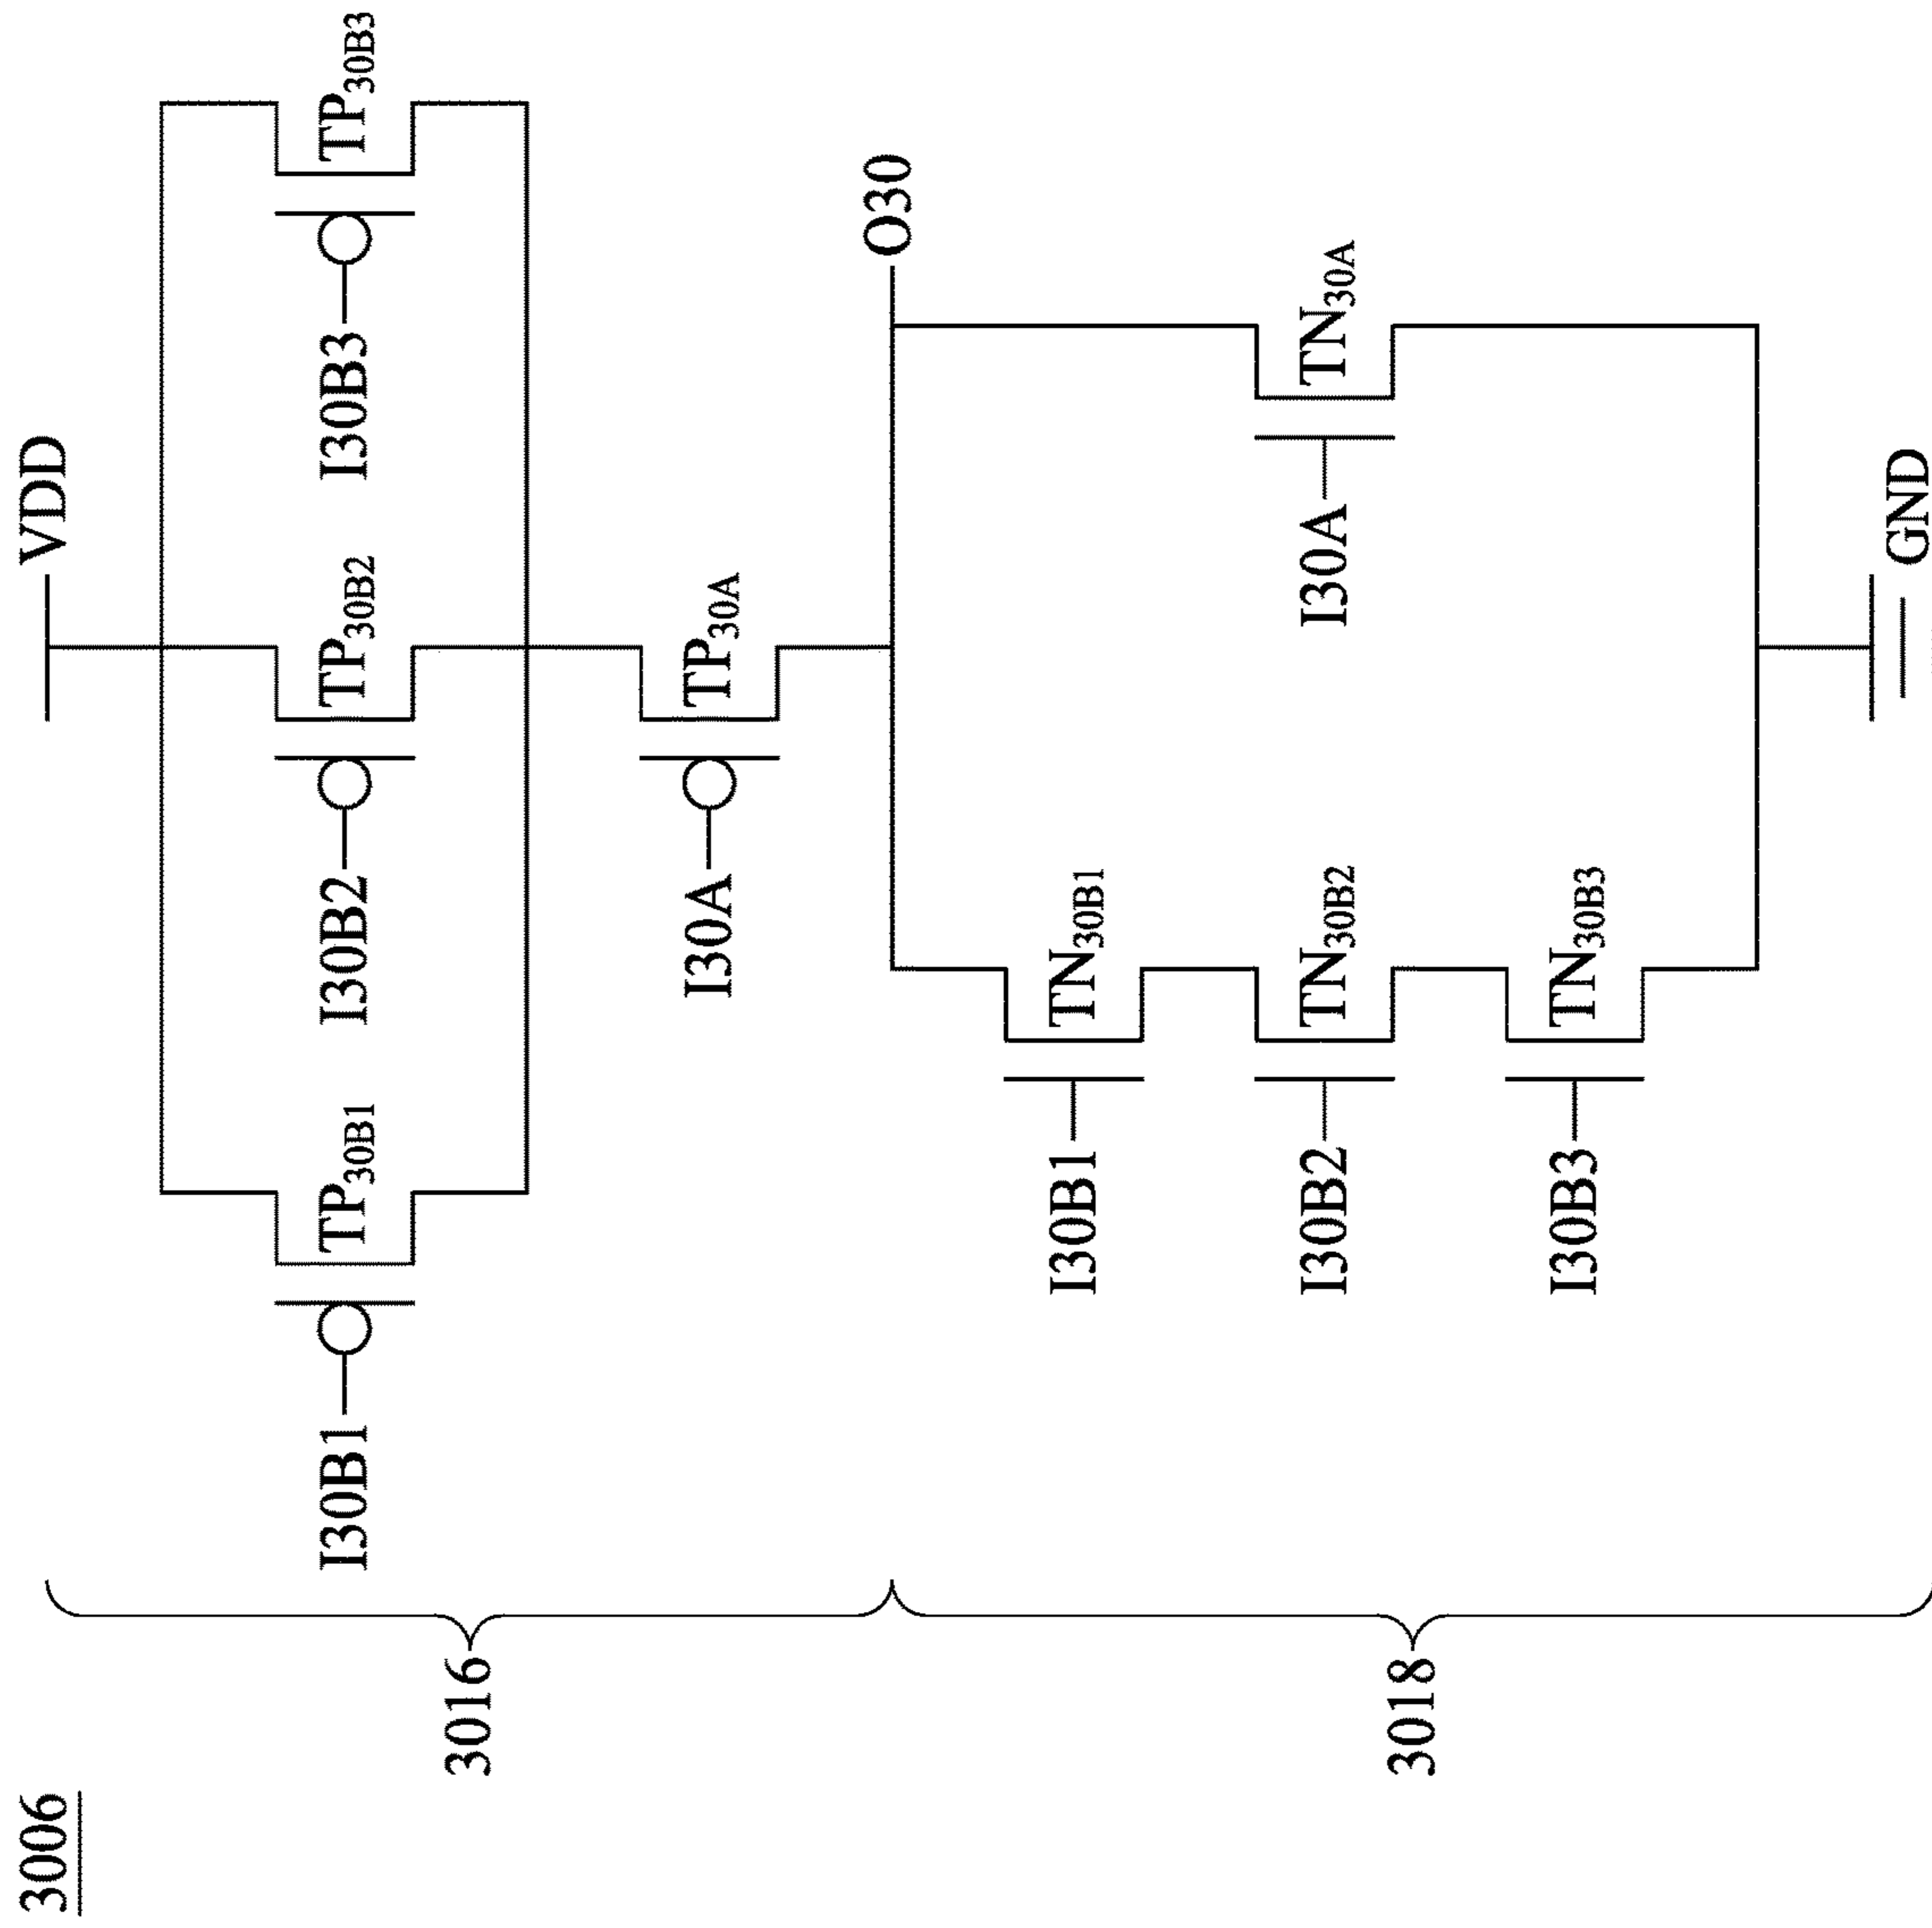 3006
VDD
I30B1
TP30B1
I30B2
TP30B2
I30B3
TP30B3
3016
I30A
TP30A
O30
I30B1
TN30B1
I30B2
TN30B2
I30A
TN30A
3018
I30B3
TN30B3
GND